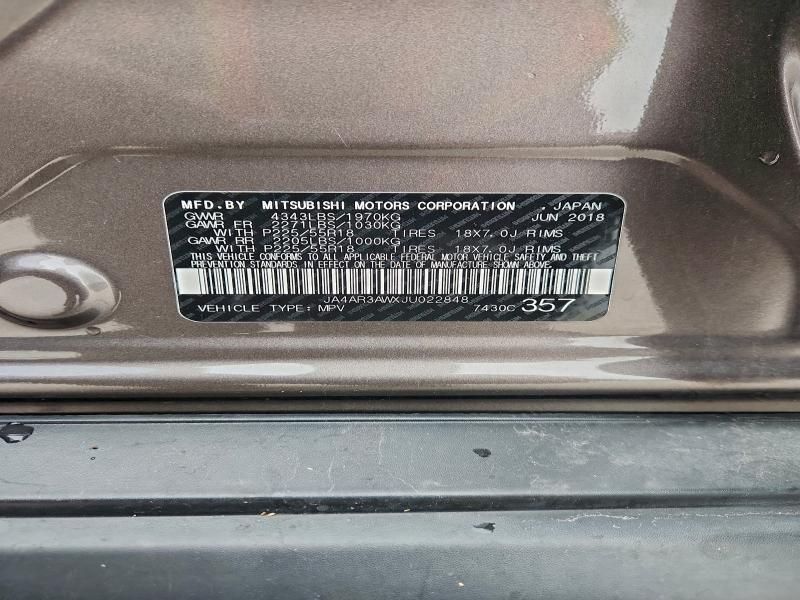 MFD.BY MITSUBISHI MOTORS CORPORATION , JAPAN
GVWR 4343LBS/1970KG JUN 2018
GAWR FR 2271LBS/1030KG
WITH P225/55R18 TIRES 18X7.0J RIMS
GAWR RR 2205LBS/1000KG
WITH P225/55R18 TIRES 18X7.0J RIMS
THIS VEHICLE CONFORMS TO ALL APPLICABLE FEDERAL MOTOR VEHICLE SAFETY AND THEFT
PREVENTION STANDARDS IN EFFECT ON THE DATE OF MANUFACTURE SHOWN ABOVE.
JA4AR3AWXJU022848
VEHICLE TYPE:MPV 7430C 357